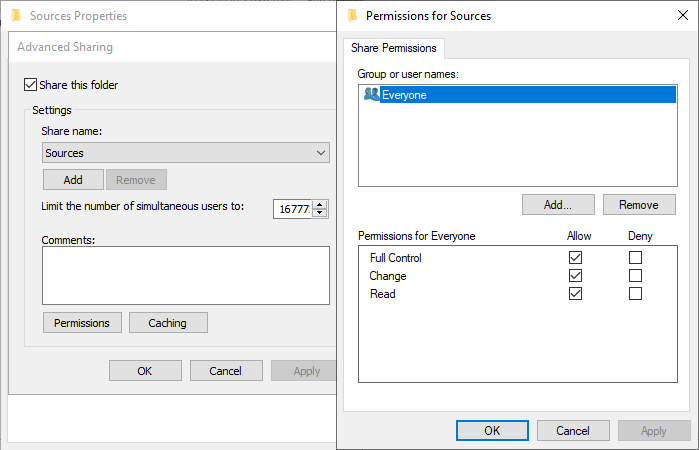 Sources Properties
Advanced Sharing
Share this folder
Settings
Share name:
Sources
Add
Remove
Limit the number of simultaneous users to:
16777
Comments:
Permissions
Caching
OK
Cancel
Apply
Permissions for Sources
Share Permissions
Group or user names:
Everyone
Add...
Remove
Permissions for Everyone
Allow
Deny
Full Control
Change
Read
OK
Cancel
Apply